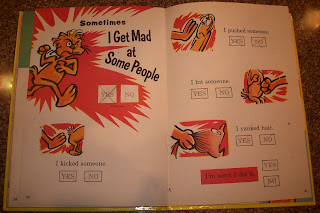 Sometimes
I Get Mad
at
Some People
YES NO
I kicked someone.
YES NO
I pushed someone.
YES NO
I hit someone.
YES NO
I yanked hair.
YES NO
I'm sorry I did it.
YES
NO